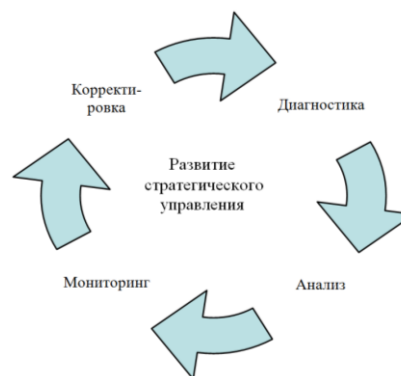 Корректи-
ровка
Диагностика
Развитие
стратегического
управления
Мониторинг
Анализ